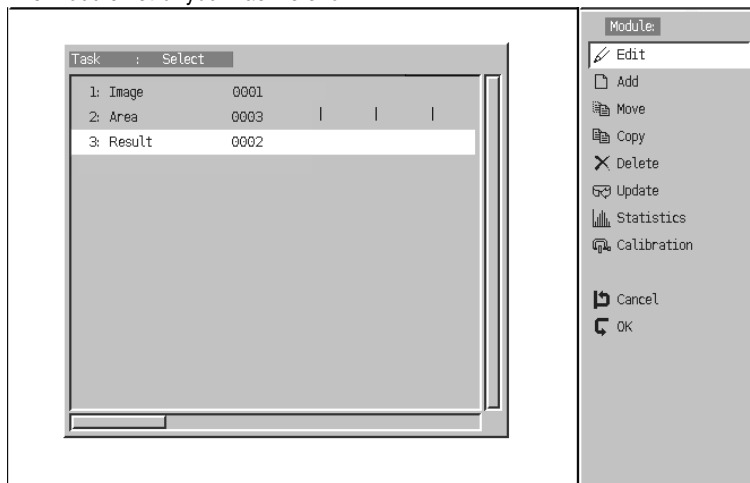 Task : Select
1: Image 0001
2: Area 0003 | | |
3: Result 0002
Module:
Edit
Add
Move
Copy
Delete
Update
Statistics
Calibration
Cancel
OK